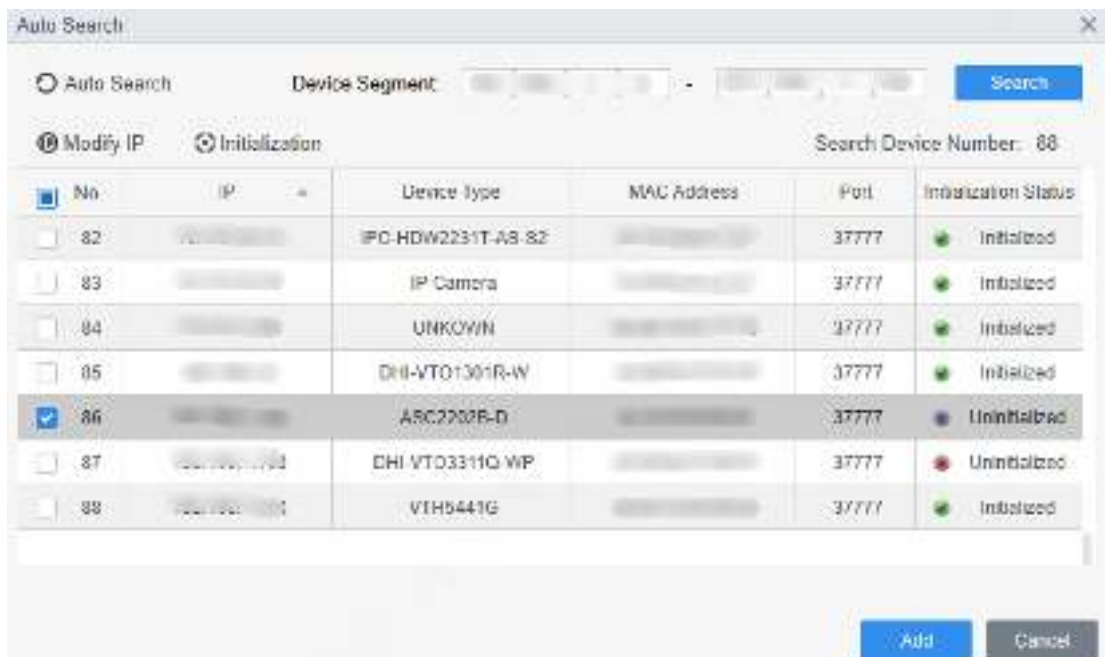 Auto Search
Auto Search Device Segment: - Search
Modify IP Initialization Search Device Number: 88
No IP Device Type MAC Address Port Initialization Status
82 IPC-HDW2231T-AS-S2 37777 Initialized
83 IP Camera 37777 Initialized
84 UNKOWN 37777 Initialized
85 DHI-VTO1301R-W 37777 Initialized
86 ASC2202B-D 37777 Uninitialized
87 DHI-VTO3311Q-WP 37777 Uninitialized
88 VTH5441G 37777 Initialized
Add Cancel